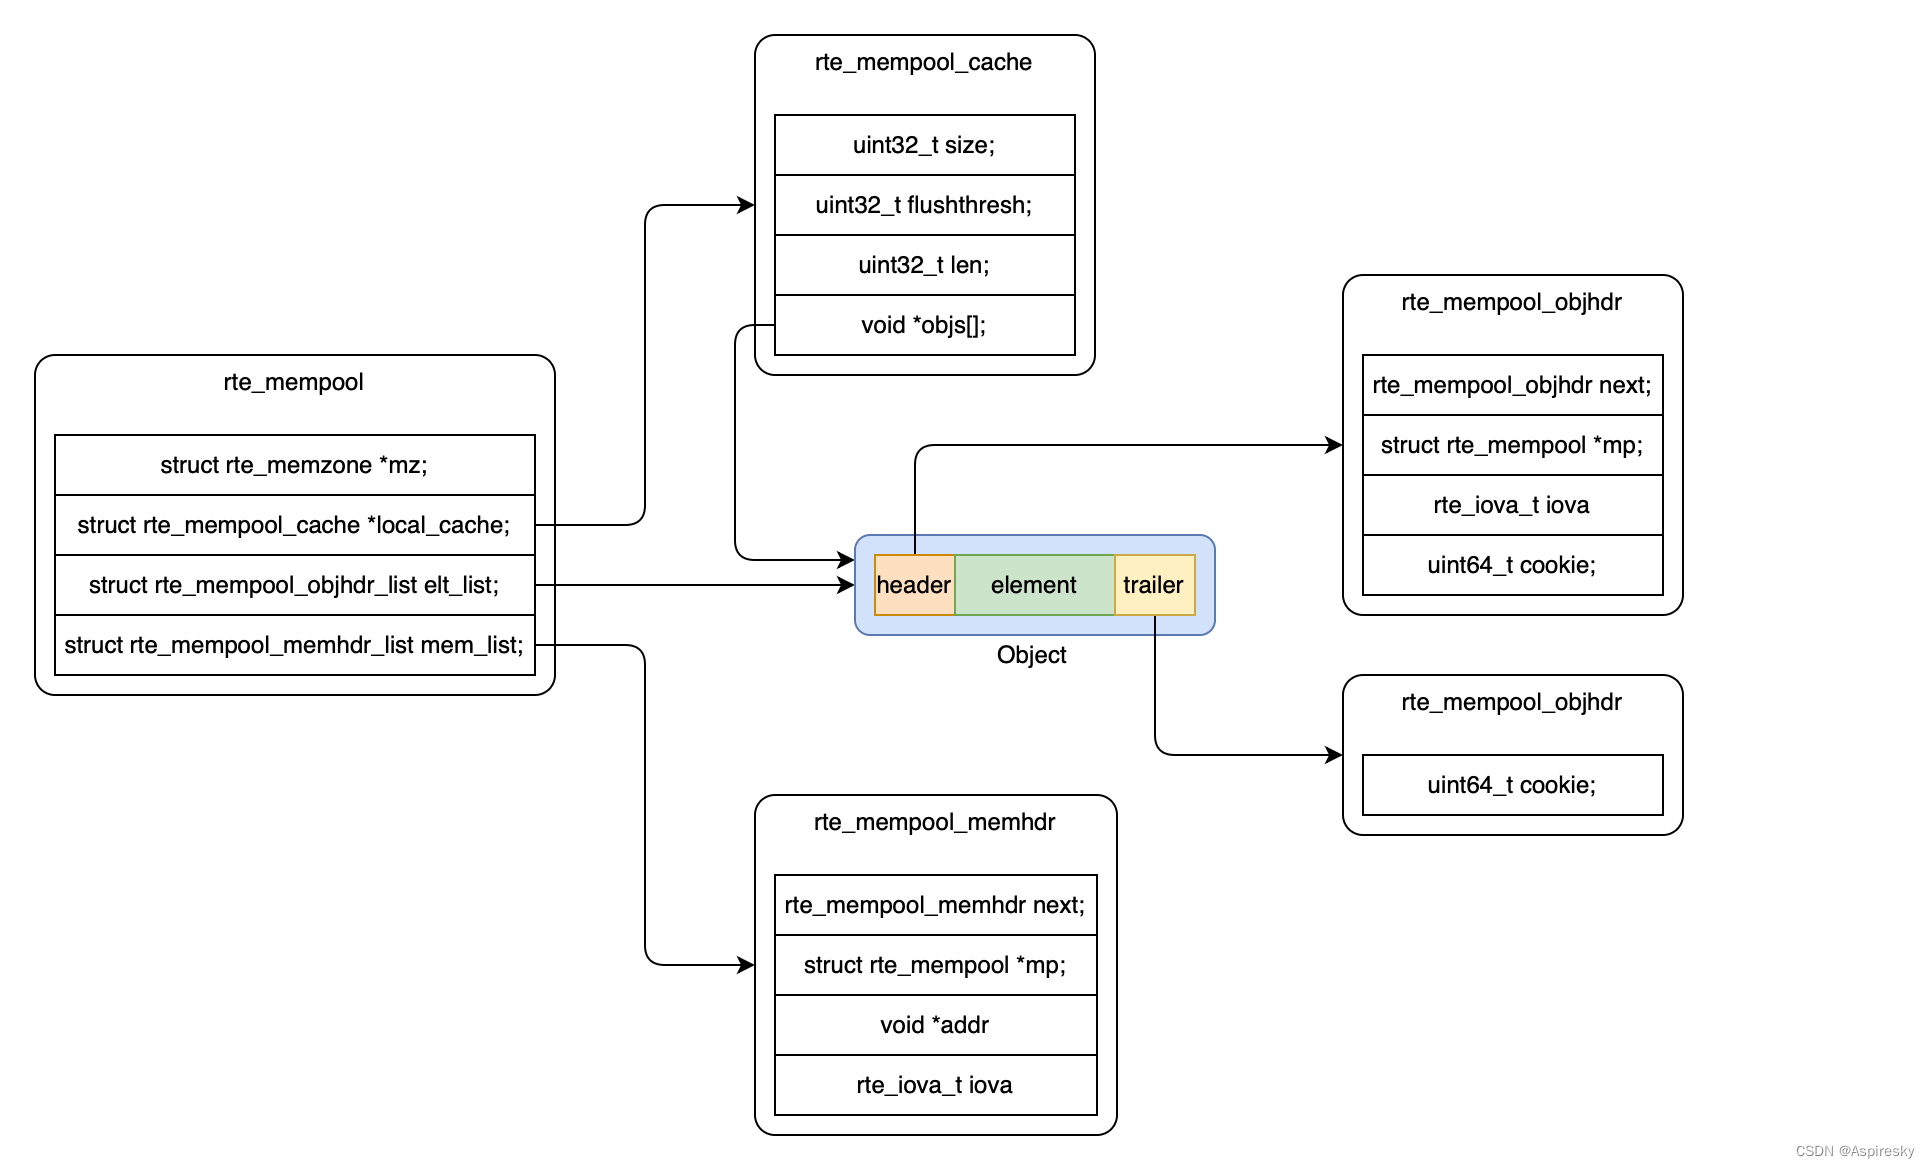 rte_mempool_cache
uint32_t size;
uint32_t flushthresh;
uint32_t len;
void *objs[];
rte_mempool
struct rte_memzone *mz;
struct rte_mempool_cache *local_cache;
struct rte_mempool_objhdr_list elt_list;
struct rte_mempool_memhdr_list mem_list;
header
element
trailer
Object
rte_mempool_objhdr
rte_mempool_objhdr next;
struct rte_mempool *mp;
rte_iova_t iova
uint64_t cookie;
rte_mempool_objhdr
uint64_t cookie;
rte_mempool_memhdr
rte_mempool_memhdr next;
struct rte_mempool *mp;
void *addr
rte_iova_t iova
CSDN @Aspiresky